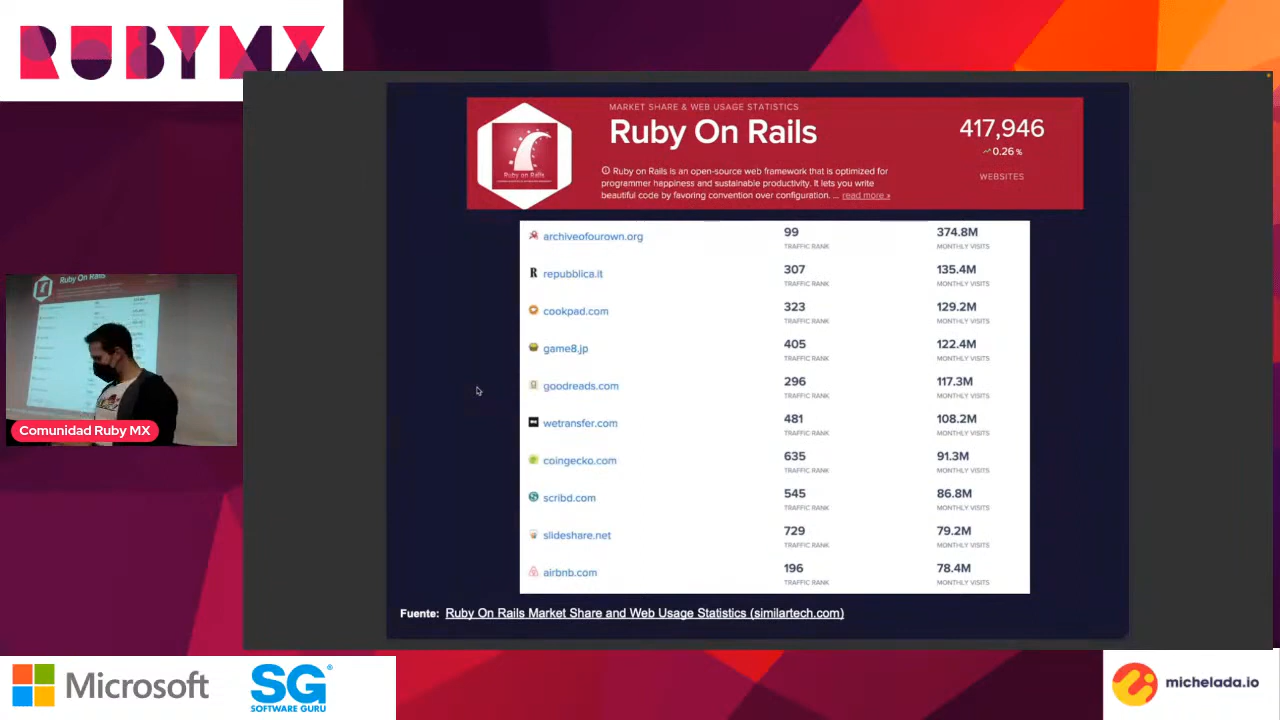 RUBYMX
MARKET SHARE & WEB USAGE STATISTICS
Ruby On Rails
417,946
0.26 %
WEBSITES
Ruby on Rails
Ruby on Rails is an open-source web framework that is optimized for
programmer happiness and sustainable productivity. It lets you write
beautiful code by favoring convention over configuration. ... read more »
archiveofourown.org 99 374.8M
TRAFFIC RANK MONTHLY VISITS
repubblica.it 307 135.4M
TRAFFIC RANK MONTHLY VISITS
cookpad.com 323 129.2M
TRAFFIC RANK MONTHLY VISITS
game8.jp 405 122.4M
TRAFFIC RANK MONTHLY VISITS
goodreads.com 296 117.3M
TRAFFIC RANK MONTHLY VISITS
wetransfer.com 481 108.2M
TRAFFIC RANK MONTHLY VISITS
coingecko.com 635 91.3M
TRAFFIC RANK MONTHLY VISITS
scribd.com 545 86.8M
TRAFFIC RANK MONTHLY VISITS
slideshare.net 729 79.2M
TRAFFIC RANK MONTHLY VISITS
airbnb.com 196 78.4M
TRAFFIC RANK MONTHLY VISITS
Fuente: Ruby On Rails Market Share and Web Usage Statistics (similartech.com)
Ruby On Rails
Comunidad Ruby MX
Microsoft
SG®
SOFTWARE GURU
michelada.io